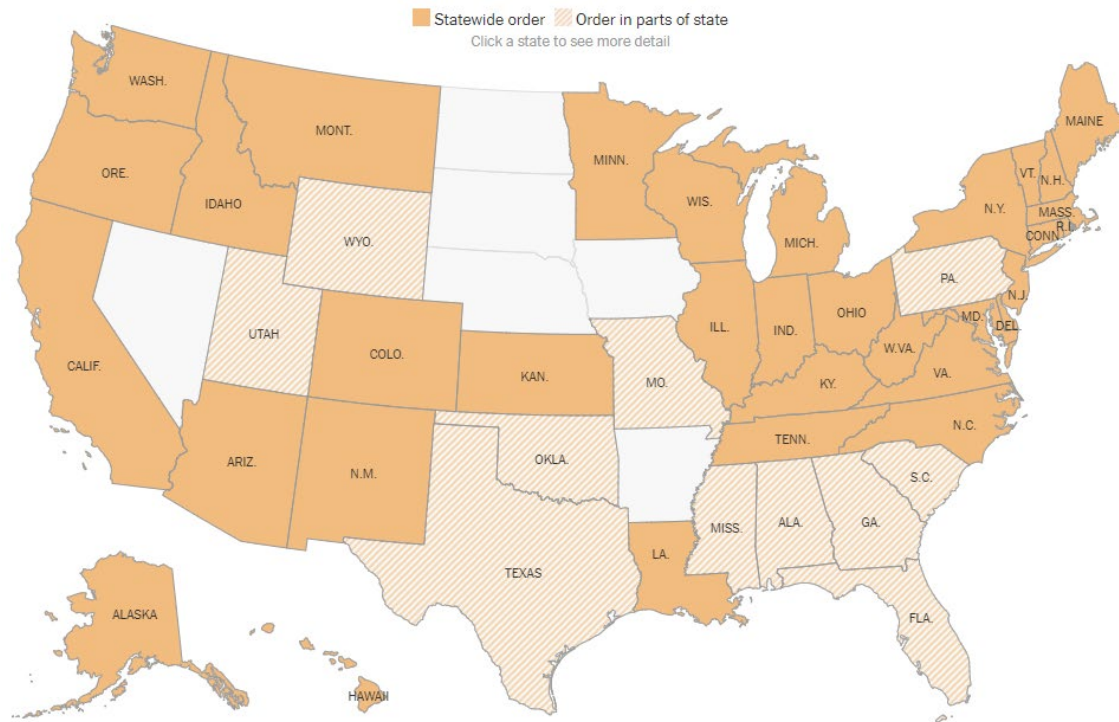 Statewide order Order in parts of state
Click a state to see more detail
WASH.
MONT.
MINN.
MAINE
ORE.
IDAHO
WYO.
WIS.
MICH.
VT.
N.H.
N.Y.
MASS.
CONN.
R.I.
UTAH
COLO.
CALIF.
KAN.
MO.
ILL.
IND.
OHIO
PA.
N.J.
MD.
DEL.
W.VA.
VA.
KY.
N.C.
TENN.
ARIZ.
N.M.
OKLA.
S.C.
MISS.
ALA.
GA.
LA.
TEXAS
FLA.
ALASKA
HAWAII